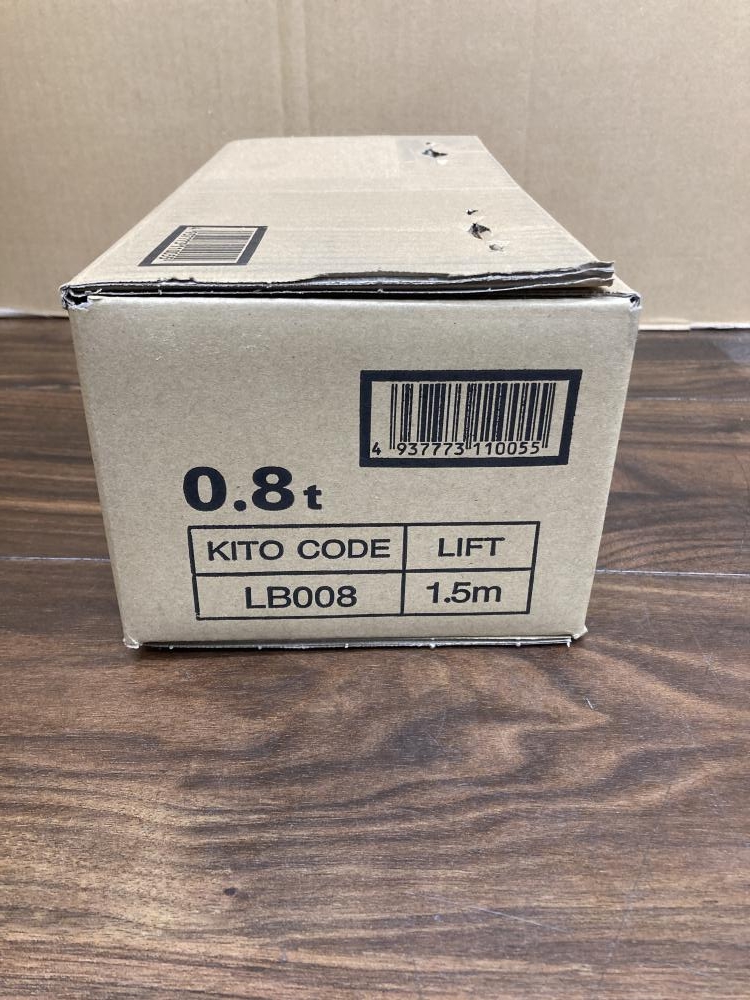 4 937773 110055
0.8t
KITO CODE LIFT
LB008 1.5m